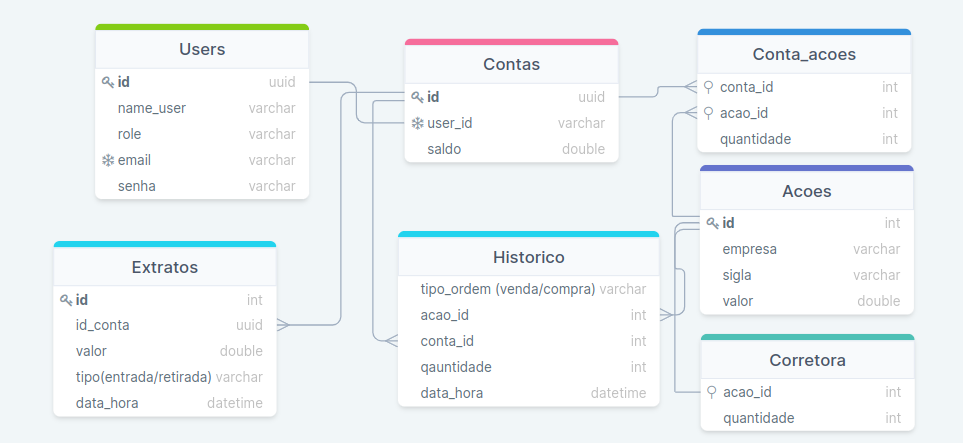 Users
id uuid
name_user varchar
role varchar
email varchar
senha varchar
Contas
id uuid
user_id varchar
saldo double
Conta_acoes
conta_id int
acao_id int
quantidade int
Acoes
id int
empresa varchar
sigla varchar
valor double
Extratos
id int
id_conta uuid
valor double
tipo(entrada/retirada) varchar
data_hora datetime
Historico
tipo_ordem (venda/compra) varchar
acao_id int
conta_id int
qauntidade int
data_hora datetime
Corretora
acao_id int
quantidade int